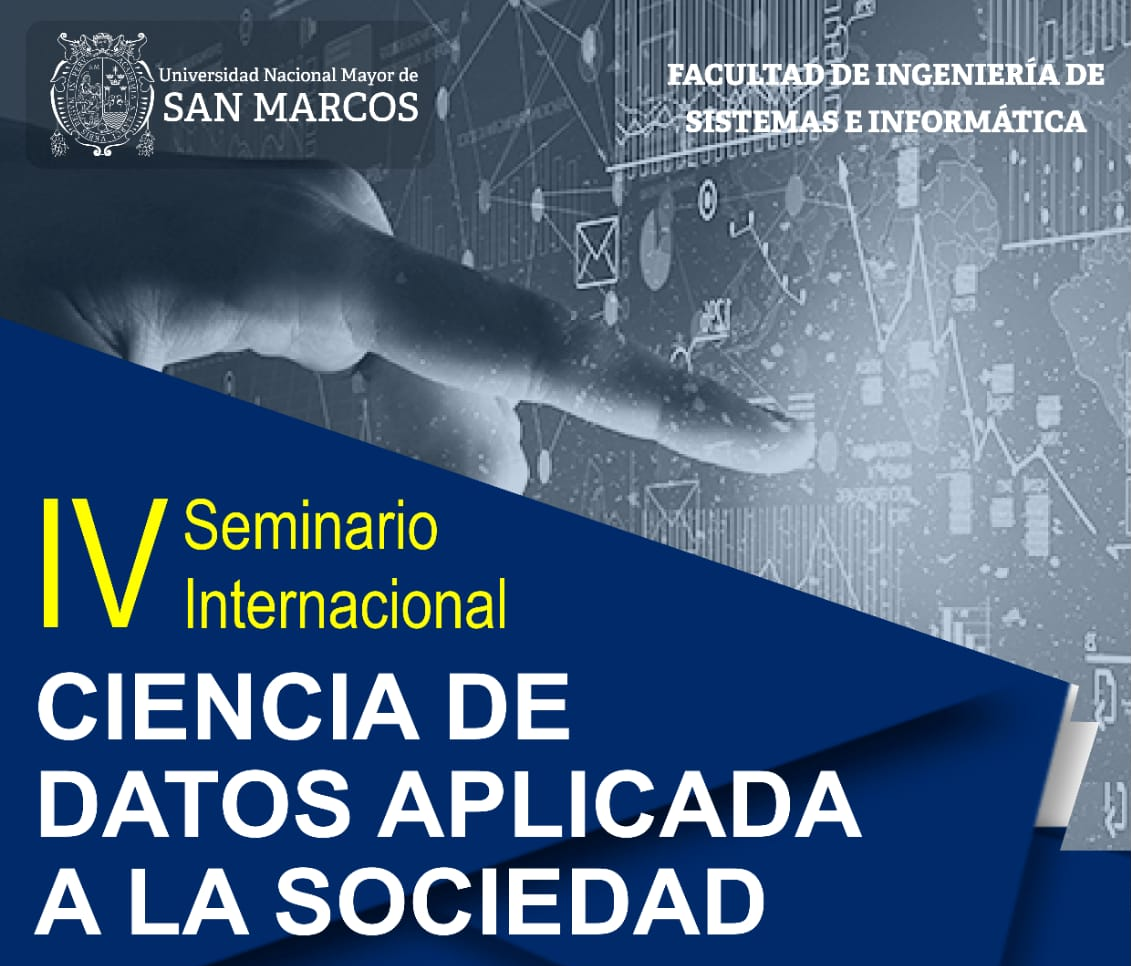 Universidad Nacional Mayor de
SAN MARCOS
FACULTAD DE INGENIERÍA DE
SISTEMAS E INFORMÁTICA
IV Seminario
Internacional
CIENCIA DE
DATOS APLICADA
A LA SOCIEDAD